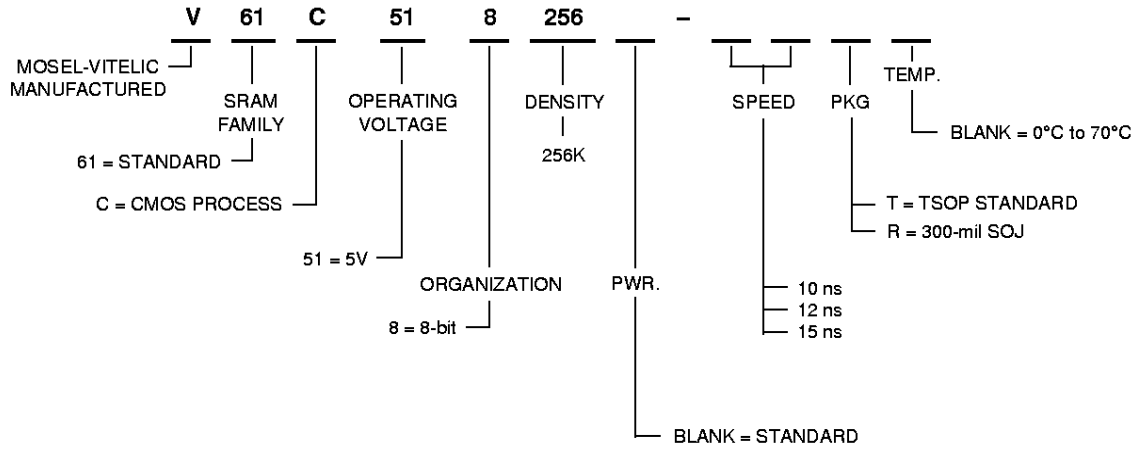 V 61 C 51 8 256 –
MOSEL-VITELIC
MANUFACTURED
SRAM
FAMILY
61 = STANDARD
C = CMOS PROCESS
OPERATING
VOLTAGE
51 = 5V
ORGANIZATION
8 = 8-bit
DENSITY
256K
PWR.
BLANK = STANDARD
SPEED
10 ns
12 ns
15 ns
PKG
T = TSOP STANDARD
R = 300-mil SOJ
TEMP.
BLANK = 0°C to 70°C